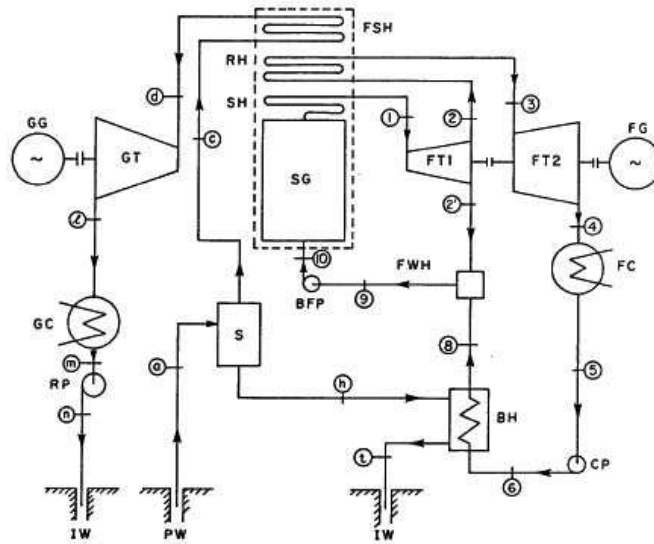 FSH
RH
d
SH
1
2
3
GG
~
GT
c
FT1
FT2
FG
~
SG
l
2'
4
10
FWH
FC
BFP
9
GC
S
8
m
a
5
RP
h
n
BH
t
CP
6
IW
PW
IW